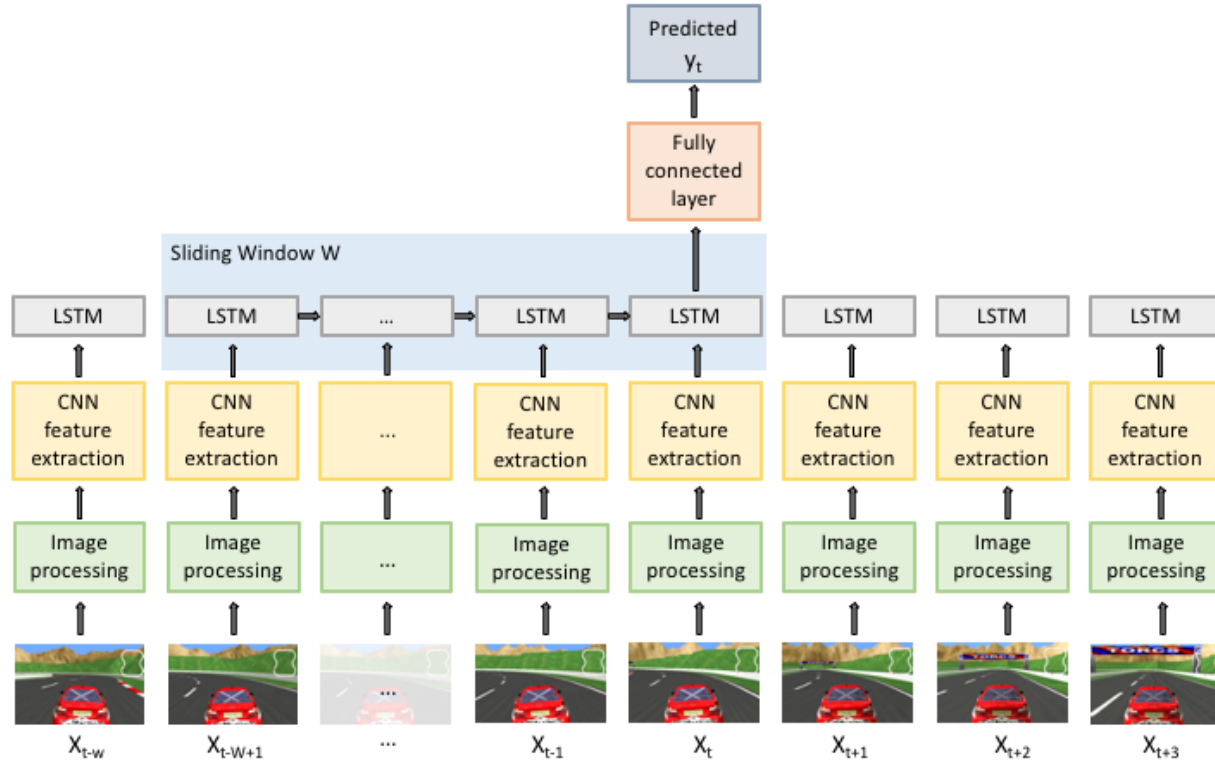 Predicted
yt
Fully
connected
layer
Sliding Window W
LSTM LSTM ... LSTM LSTM LSTM LSTM LSTM
CNN CNN CNN CNN CNN CNN CNN
feature feature ... feature feature feature feature feature
extraction extraction extraction extraction extraction extraction extraction
Image Image Image Image Image Image Image
processing processing ... processing processing processing processing processing
... TORCS TORCS
Xt-w Xt-W+1 ... Xt-1 Xt Xt+1 Xt+2 Xt+3